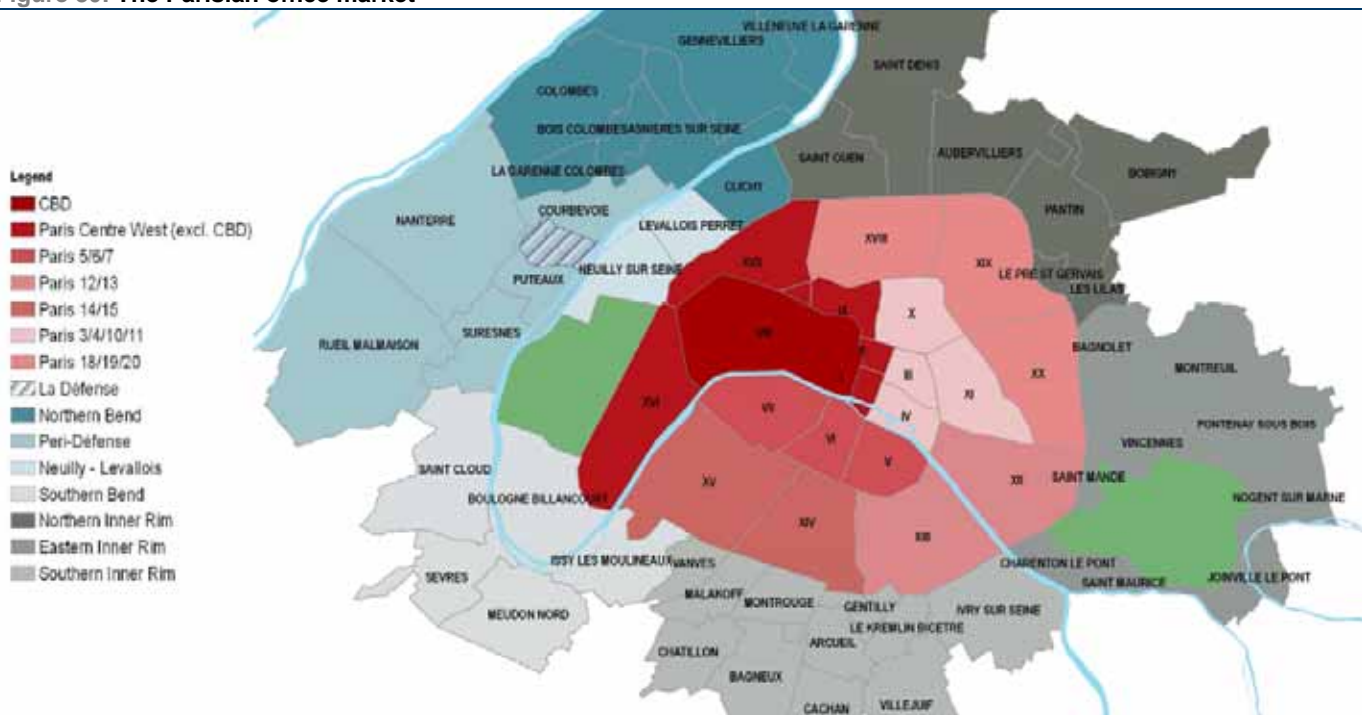 The Parisian office market
Legend
CBD
Paris Centre West (excl. CBD)
Paris 5/6/7
Paris 12/13
Paris 14/15
Paris 3/4/10/11
Paris 18/19/20
La Défense
Northern Bend
Peri-Défense
Neuilly - Levallois
Southern Bend
Northern Inner Rim
Eastern Inner Rim
Southern Inner Rim
VILLENEUVE LA GARENNE
GENNEVILLIERS
SAINT DENIS
COLOMBES
BOIS COLOMBES
ASNIERES SUR SEINE
SAINT OUEN
AUBERVILLIERS
BOBIGNY
LA GARENNE COLOMBES
CLICHY
PANTIN
NANTERRE
COURBEVOIE
LEVALLOIS PERRET
XVIII
XIX
LE PRE ST GERVAIS
LES LILAS
NEUILLY SUR SEINE
XVII
PUTEAUX
IX
X
RUEIL MALMAISON
SURESNES
VIII
BAGNOLET
MONTREUIL
III
XX
XVI
XI
VII
IV
FONTENAY SOUS BOIS
VI
VINCENNES
V
SAINT CLOUD
XV
XII
SAINT MANDE
BOULOGNE BILLANCOURT
NOGENT SUR MARNE
XIV
XIII
ISSY LES MOULINEAUX
VANVES
CHARENTON LE PONT
SAINT MAURICE
JOINVILLE LE PONT
SEVRES
MALAKOFF
MONTROUGE
GENTILLY
IVRY SUR SEINE
MEUDON NORD
LE KREMLIN BICETRE
ARCUEIL
CHATILLON
BAGNEUX
CACHAN
VILLEJUIF